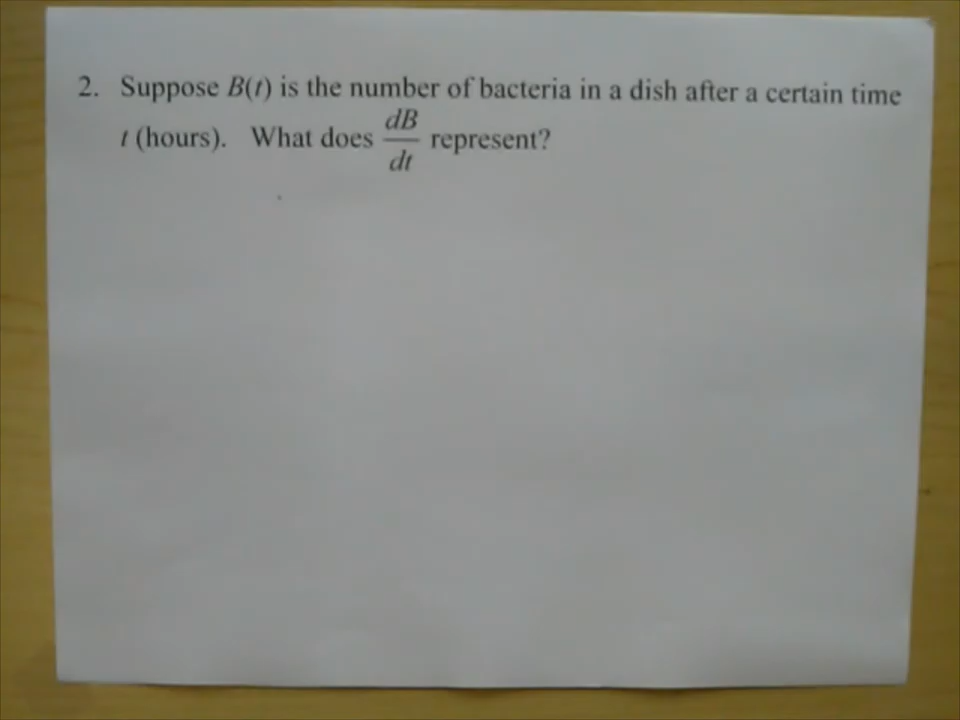 2. Suppose B(t) is the number of bacteria in a dish after a certain time
t (hours). What does dB/dt represent?